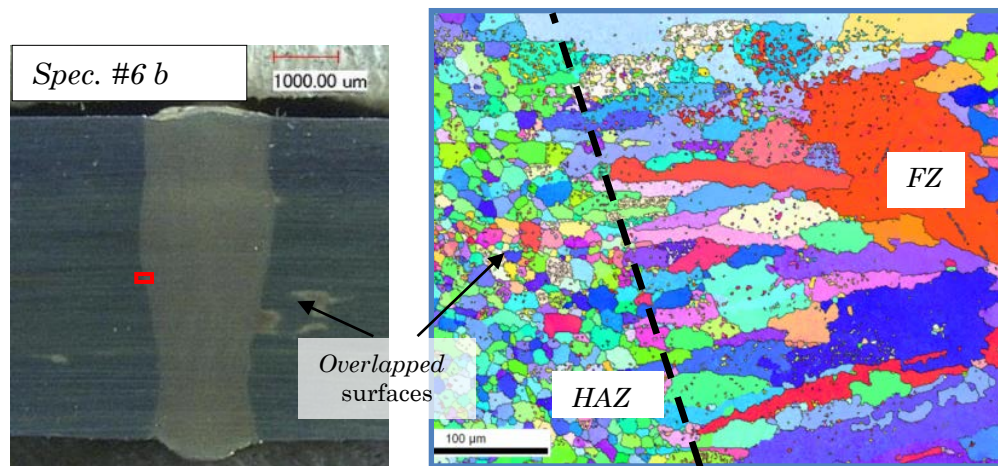 Spec. #6 b
1000.00 um
FZ
Overlapped
surfaces
HAZ
100 µm